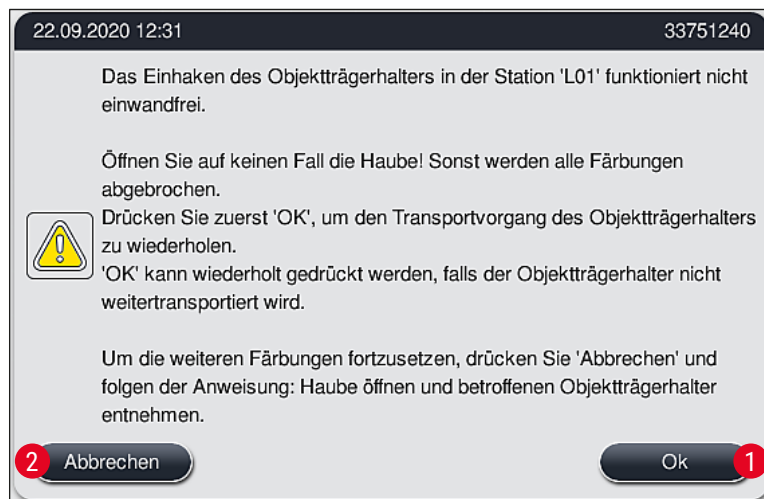 22.09.2020 12:31 33751240
Das Einhaken des Objektträgerhalters in der Station 'L01' funktioniert nicht
einwandfrei.
Öffnen Sie auf keinen Fall die Haube! Sonst werden alle Färbungen
abgebrochen.
Drücken Sie zuerst 'OK', um den Transportvorgang des Objektträgerhalters
zu wiederholen.
'OK' kann wiederholt gedrückt werden, falls der Objektträgerhalter nicht
weitertransportiert wird.
Um die weiteren Färbungen fortzusetzen, drücken Sie 'Abbrechen' und
folgen der Anweisung: Haube öffnen und betroffenen Objektträgerhalter
entnehmen.
2 Abbrechen Ok 1